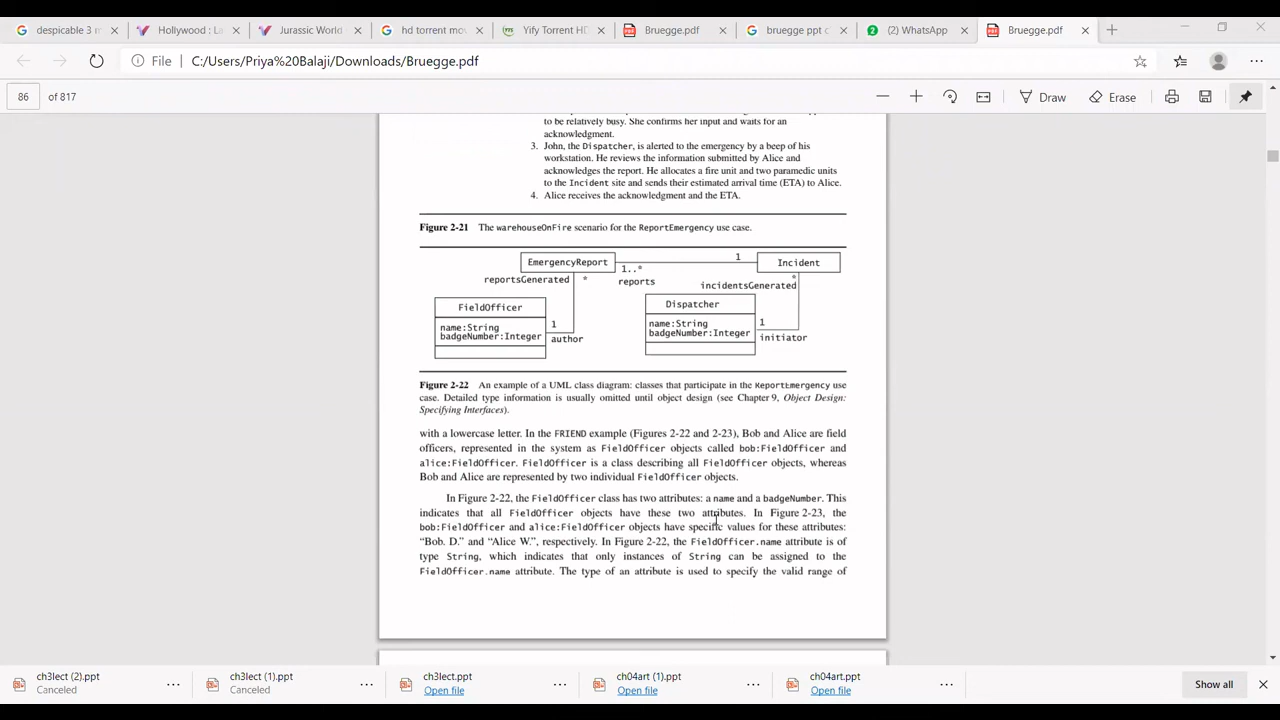 despicable 3 m
Hollywood : La
Jurassic World
hd torrent mov
Yify Torrent HD
Bruegge.pdf
bruegge ppt c
(2) WhatsApp
Bruegge.pdf
File C:/Users/Priya%20Balaji/Downloads/Bruegge.pdf
86 of 817
Draw
Erase
to be relatively busy. She confirms her input and waits for an
acknowledgment.
3. John, the Dispatcher, is alerted to the emergency by a beep of his
workstation. He reviews the information submitted by Alice and
acknowledges the report. He allocates a fire unit and two paramedic units
to the Incident site and sends their estimated arrival time (ETA) to Alice.
4. Alice receives the acknowledgment and the ETA.
Figure 2-21 The warehouseOnFire scenario for the ReportEmergency use case.
EmergencyReport
1
Incident
1..*
reportsGenerated *
reports
*
incidentsGenerated
FieldOfficer
name:String
badgeNumber:Integer
1
author
Dispatcher
name:String
badgeNumber:Integer
1
initiator
Figure 2-22 An example of a UML class diagram: classes that participate in the ReportEmergency use
case. Detailed type information is usually omitted until object design (see Chapter 9, Object Design:
Specifying Interfaces).
with a lowercase letter. In the FRIEND example (Figures 2-22 and 2-23), Bob and Alice are field
officers, represented in the system as FieldOfficer objects called bob:FieldOfficer and
alice:FieldOfficer. FieldOfficer is a class describing all FieldOfficer objects, whereas
Bob and Alice are represented by two individual FieldOfficer objects.
In Figure 2-22, the FieldOfficer class has two attributes: a name and a badgeNumber. This
indicates that all FieldOfficer objects have these two attributes. In Figure 2-23, the
bob:FieldOfficer and alice:FieldOfficer objects have specific values for these attributes:
“Bob. D.” and “Alice W.”, respectively. In Figure 2-22, the FieldOfficer.name attribute is of
type String, which indicates that only instances of String can be assigned to the
FieldOfficer.name attribute. The type of an attribute is used to specify the valid range of
ch3lect (2).ppt
Canceled
ch3lect (1).ppt
Canceled
ch3lect.ppt
Open file
ch04art (1).ppt
Open file
ch04art.ppt
Open file
Show all